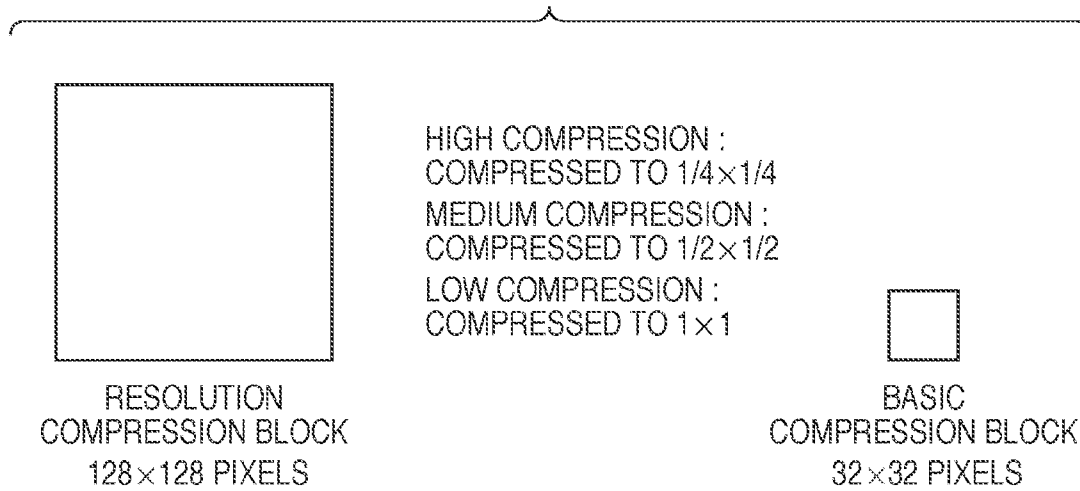 HIGH COMPRESSION :
COMPRESSED TO 1/4×1/4
MEDIUM COMPRESSION :
COMPRESSED TO 1/2×1/2
LOW COMPRESSION :
COMPRESSED TO 1×1
RESOLUTION
COMPRESSION BLOCK
128×128 PIXELS
BASIC
COMPRESSION BLOCK
32×32 PIXELS